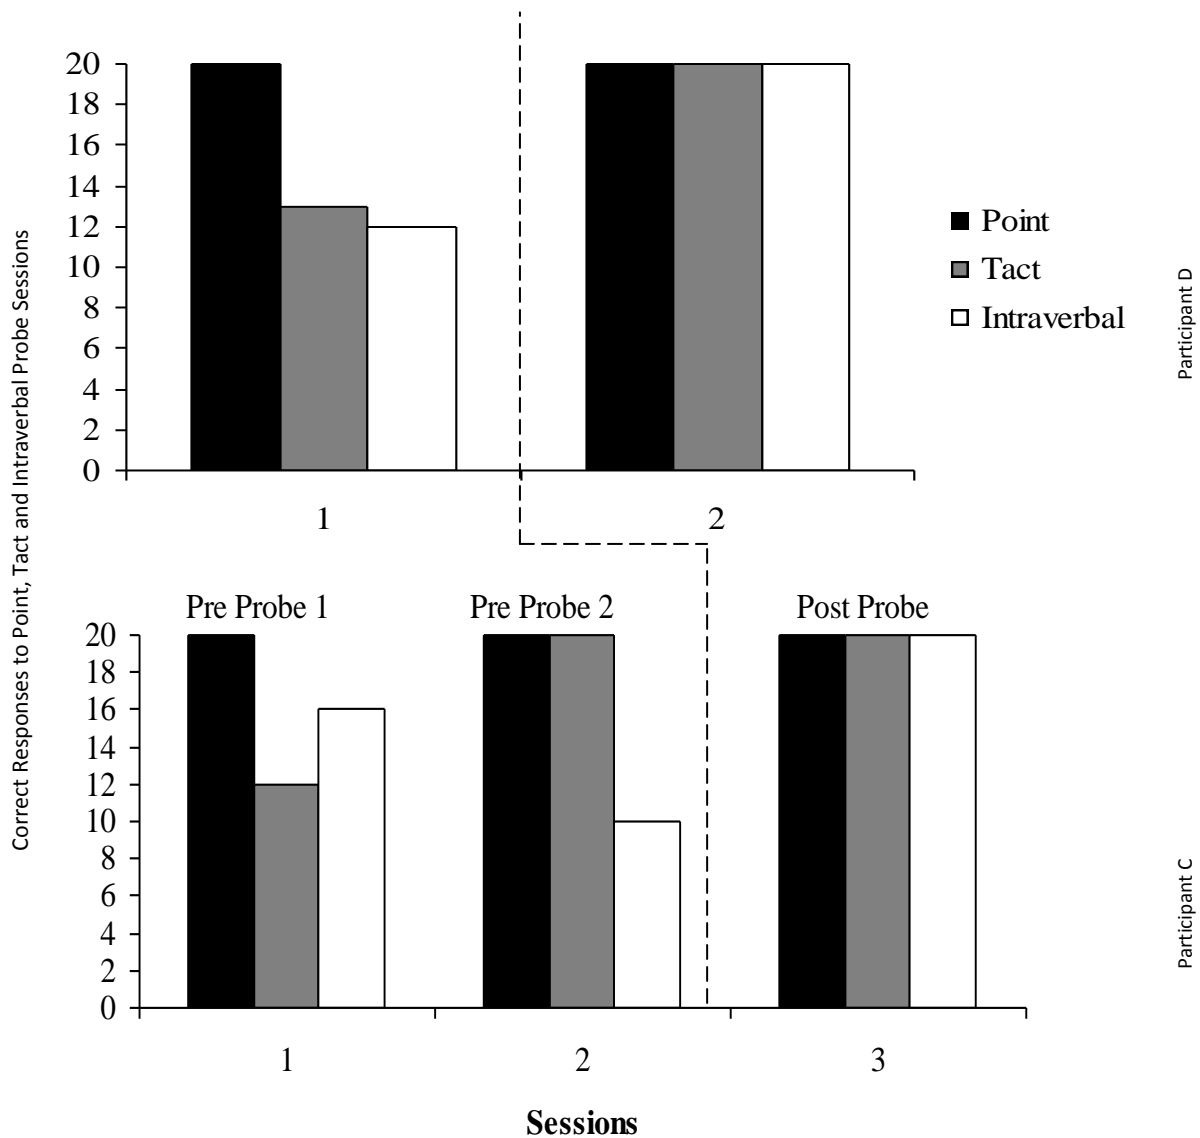 Correct Responses to Point, Tact and Intraverbal Probe Sessions
20
18
16
14
12
10
8
6
4
2
0
1
2
Point
Tact
Intraverbal
Participant D
Pre Probe 1
Pre Probe 2
Post Probe
20
18
16
14
12
10
8
6
4
2
0
1
2
3
Participant C
Sessions